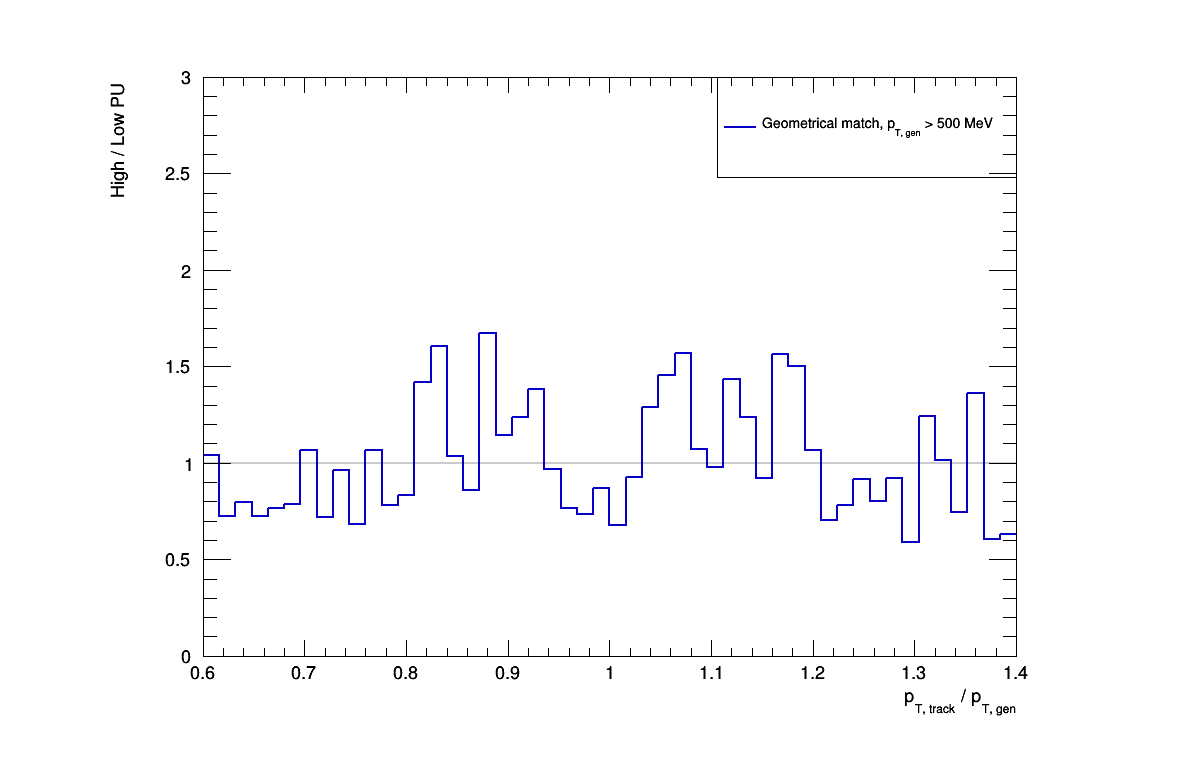 High / Low PU
3
2.5
2
1.5
1
0.5
0
Geometrical match, pT, gen > 500 MeV
0.6 0.7 0.8 0.9 1 1.1 1.2 1.3 1.4
pT, track / pT, gen